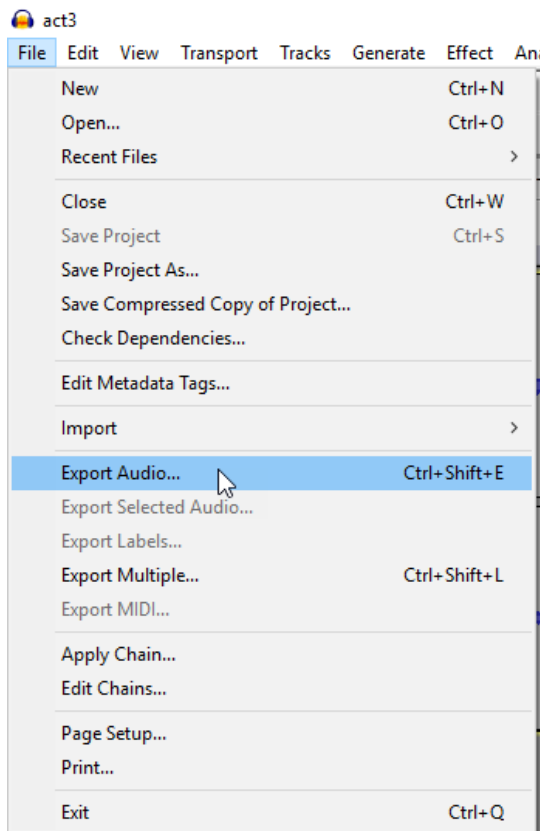 act3
File Edit View Transport Tracks Generate Effect
New Ctrl+N
Open... Ctrl+O
Recent Files >
Close Ctrl+W
Save Project Ctrl+S
Save Project As...
Save Compressed Copy of Project...
Check Dependencies...
Edit Metadata Tags...
Import >
Export Audio... Ctrl+Shift+E
Export Selected Audio...
Export Labels...
Export Multiple... Ctrl+Shift+L
Export MIDI...
Apply Chain...
Edit Chains...
Page Setup...
Print...
Exit Ctrl+Q